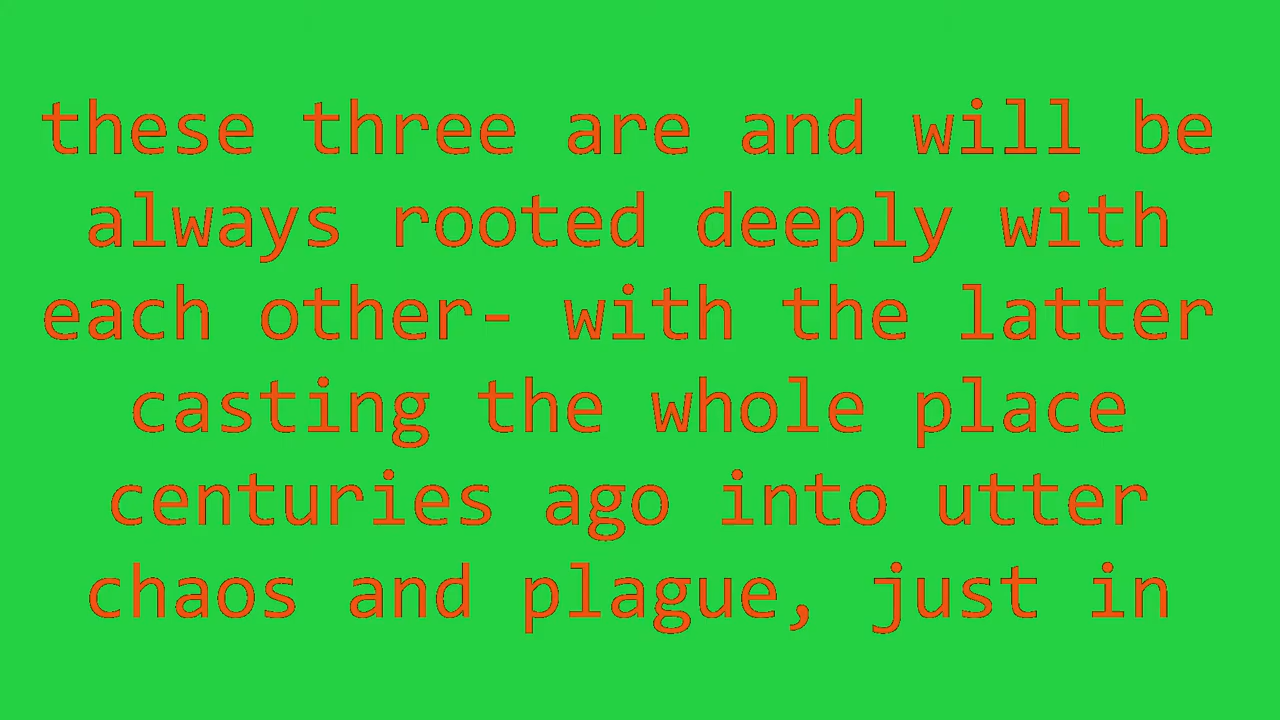 these three are and will be
always rooted deeply with
each other- with the latter
casting the whole place
centuries ago into utter
chaos and plague, just in